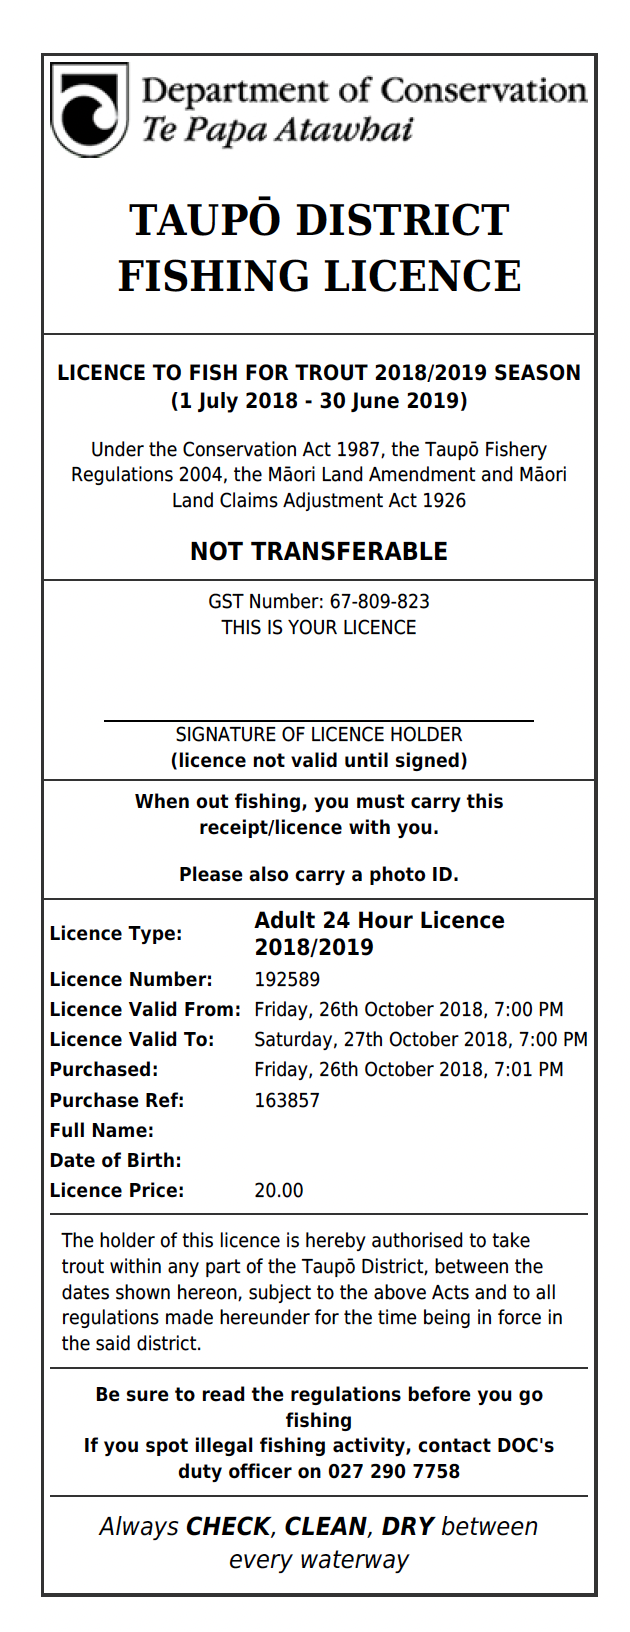 Department of Conservation
Te Papa Atawhai
TAUPŌ DISTRICT
FISHING LICENCE
LICENCE TO FISH FOR TROUT 2018/2019 SEASON
(1 July 2018 - 30 June 2019)
Under the Conservation Act 1987, the Taupō Fishery
Regulations 2004, the Māori Land Amendment and Māori
Land Claims Adjustment Act 1926
NOT TRANSFERABLE
GST Number: 67-809-823
THIS IS YOUR LICENCE
SIGNATURE OF LICENCE HOLDER
(licence not valid until signed)
When out fishing, you must carry this
receipt/licence with you.
Please also carry a photo ID.
Licence Type: Adult 24 Hour Licence
2018/2019
Licence Number: 192589
Licence Valid From: Friday, 26th October 2018, 7:00 PM
Licence Valid To: Saturday, 27th October 2018, 7:00 PM
Purchased: Friday, 26th October 2018, 7:01 PM
Purchase Ref: 163857
Full Name:
Date of Birth:
Licence Price: 20.00
The holder of this licence is hereby authorised to take
trout within any part of the Taupō District, between the
dates shown hereon, subject to the above Acts and to all
regulations made hereunder for the time being in force in
the said district.
Be sure to read the regulations before you go
fishing
If you spot illegal fishing activity, contact DOC's
duty officer on 027 290 7758
Always CHECK, CLEAN, DRY between
every waterway